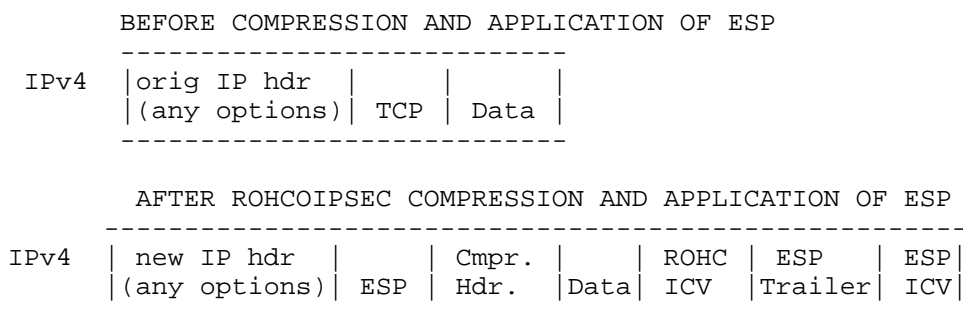 BEFORE COMPRESSION AND APPLICATION OF ESP
----------------------------
IPv4 |orig IP hdr | | |
|(any options)| TCP | Data |
----------------------------
AFTER ROHCOIPSEC COMPRESSION AND APPLICATION OF ESP
------------------------------------------------------
IPv4 | new IP hdr | | Cmpr. | | ROHC | ESP | ESP|
|(any options)| ESP | Hdr. |Data| ICV |Trailer| ICV|